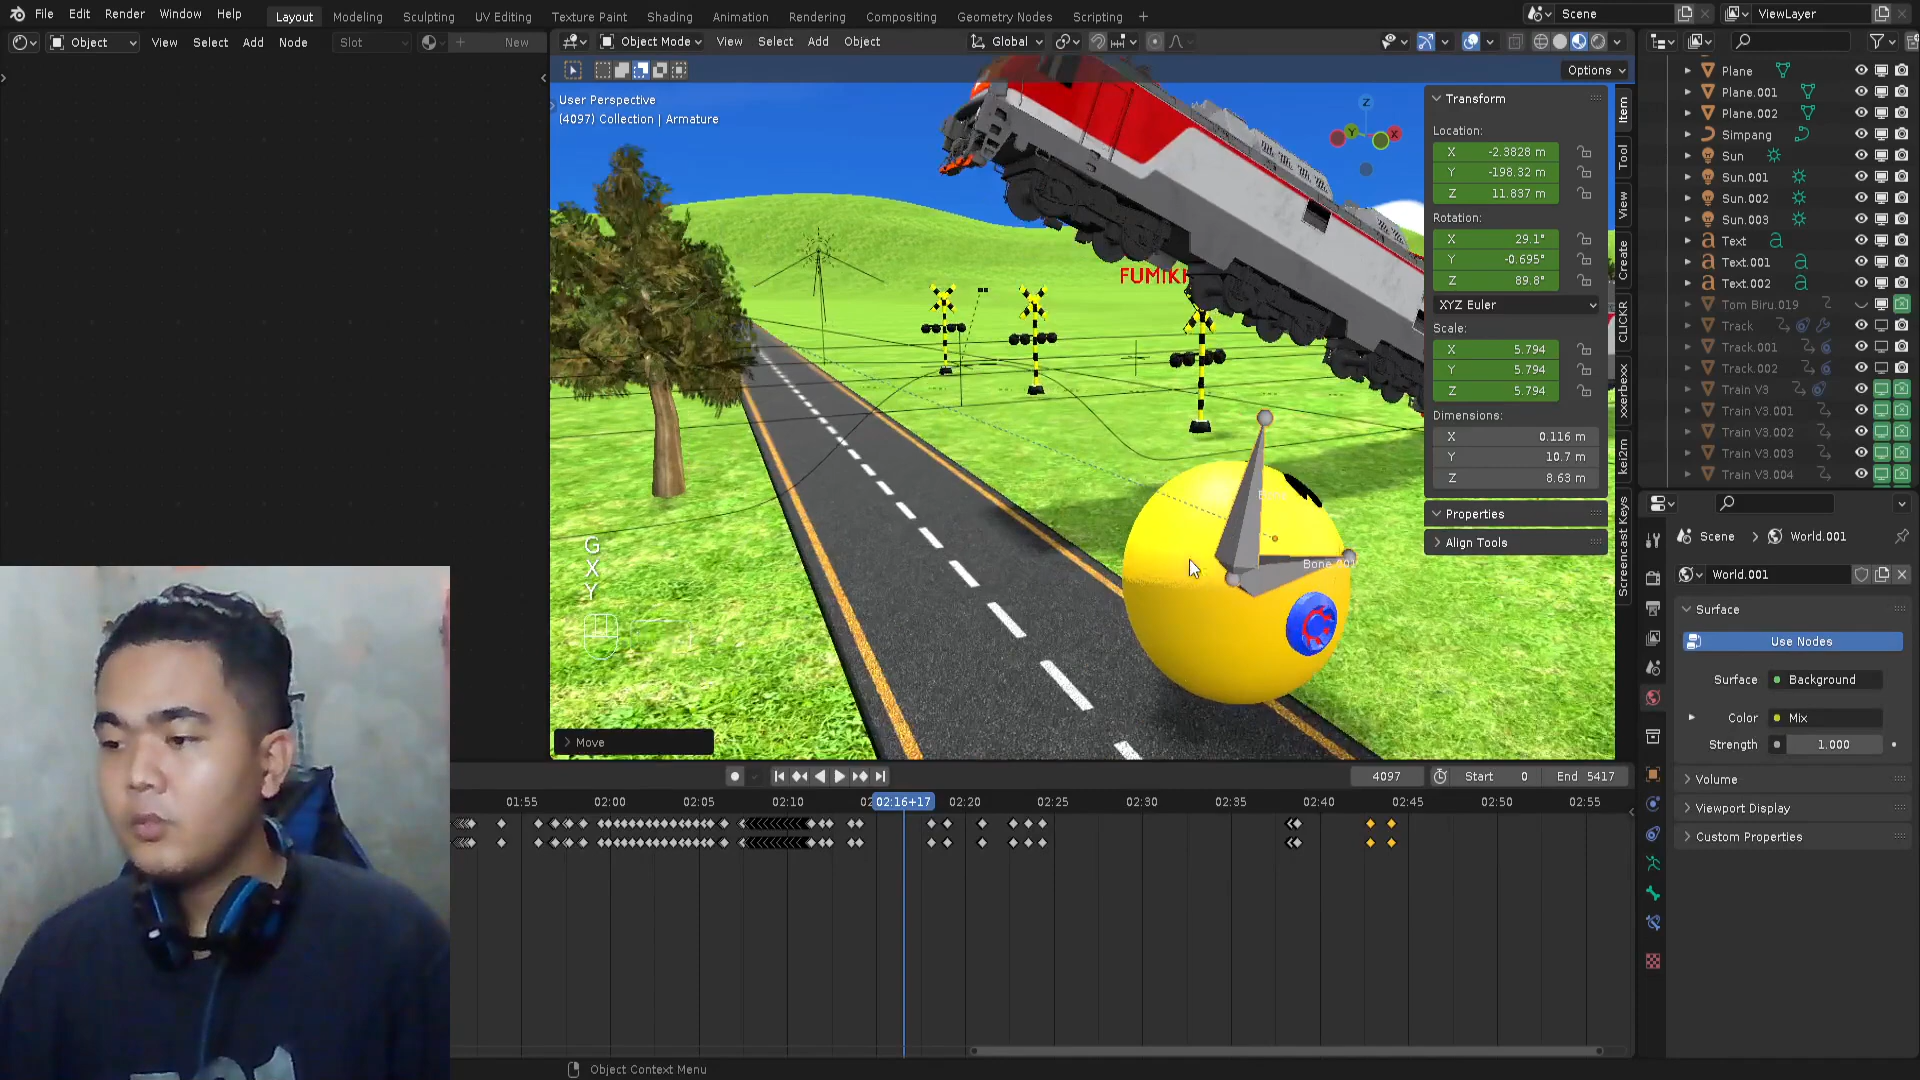 File Edit Render Window Help
Layout Modeling Sculpting UV Editing Texture Paint Shading Animation Rendering Compositing Geometry Nodes Scripting +
Scene
ViewLayer
Object View Select Add Node
Slot
New
Object Mode View Select Add Object
Global
Options
User Perspective
(4097) Collection | Armature
FUMIKI
Bone
Bone.001
G
X
Y
Move
Z
Y
X
Transform
Location:
X -2.3828 m
Y -198.32 m
Z 11.837 m
Rotation:
X 29.1°
Y -0.695°
Z 89.8°
XYZ Euler
Scale:
X 5.794
Y 5.794
Z 5.794
Dimensions:
X 0.116 m
Y 10.7 m
Z 8.63 m
Properties
Align Tools
Item
Tool
View
Create
CLICKR
xxerbexx
kei2m
Screencast Keys
Plane
Plane.001
Plane.002
Simpang
Sun
Sun.001
Sun.002
Sun.003
Text
Text.001
Text.002
Tom Biru.019
Track
Track.001
Track.002
Train V3
Train V3.001
Train V3.002
Train V3.003
Train V3.004
Scene > World.001
World.001
Surface
Use Nodes
Surface Background
Color Mix
Strength 1.000
Volume
Viewport Display
Custom Properties
4097 Start 0 End 5417
01:55 02:00 02:05 02:10 02:16+17 02:20 02:25 02:30 02:35 02:40 02:45 02:50 02:55
Object Context Menu